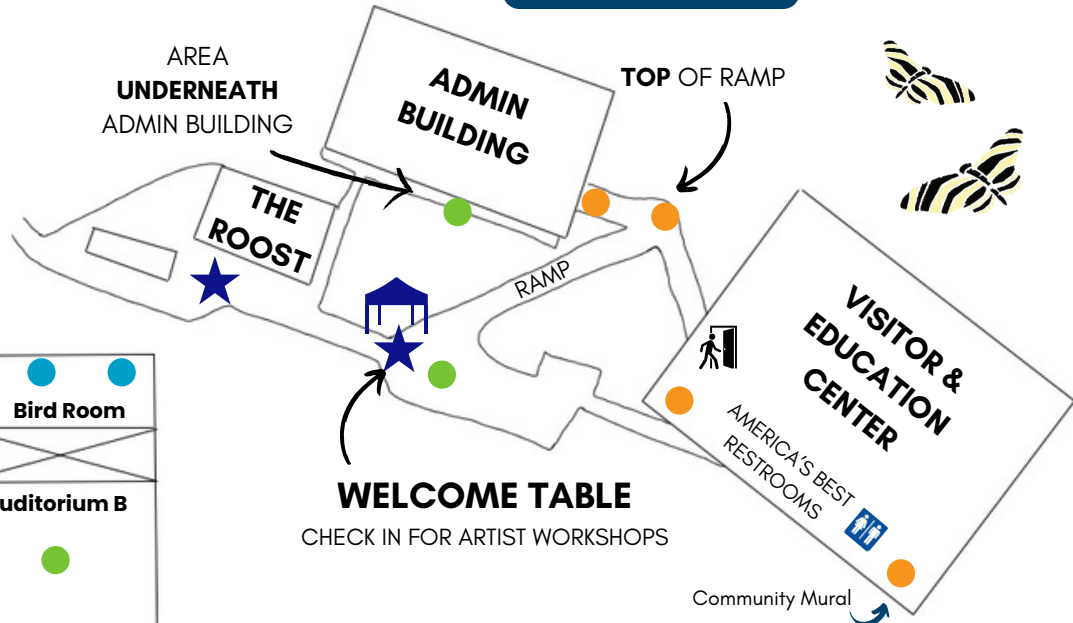 AREA
UNDERNEATH
ADMIN BUILDING
ADMIN
BUILDING
TOP OF RAMP
THE
ROOST
RAMP
VISITOR &
EDUCATION
CENTER
AMERICA'S BEST
RESTROOMS
Bird Room
uditorium B
WELCOME TABLE
CHECK IN FOR ARTIST WORKSHOPS
Community Mural